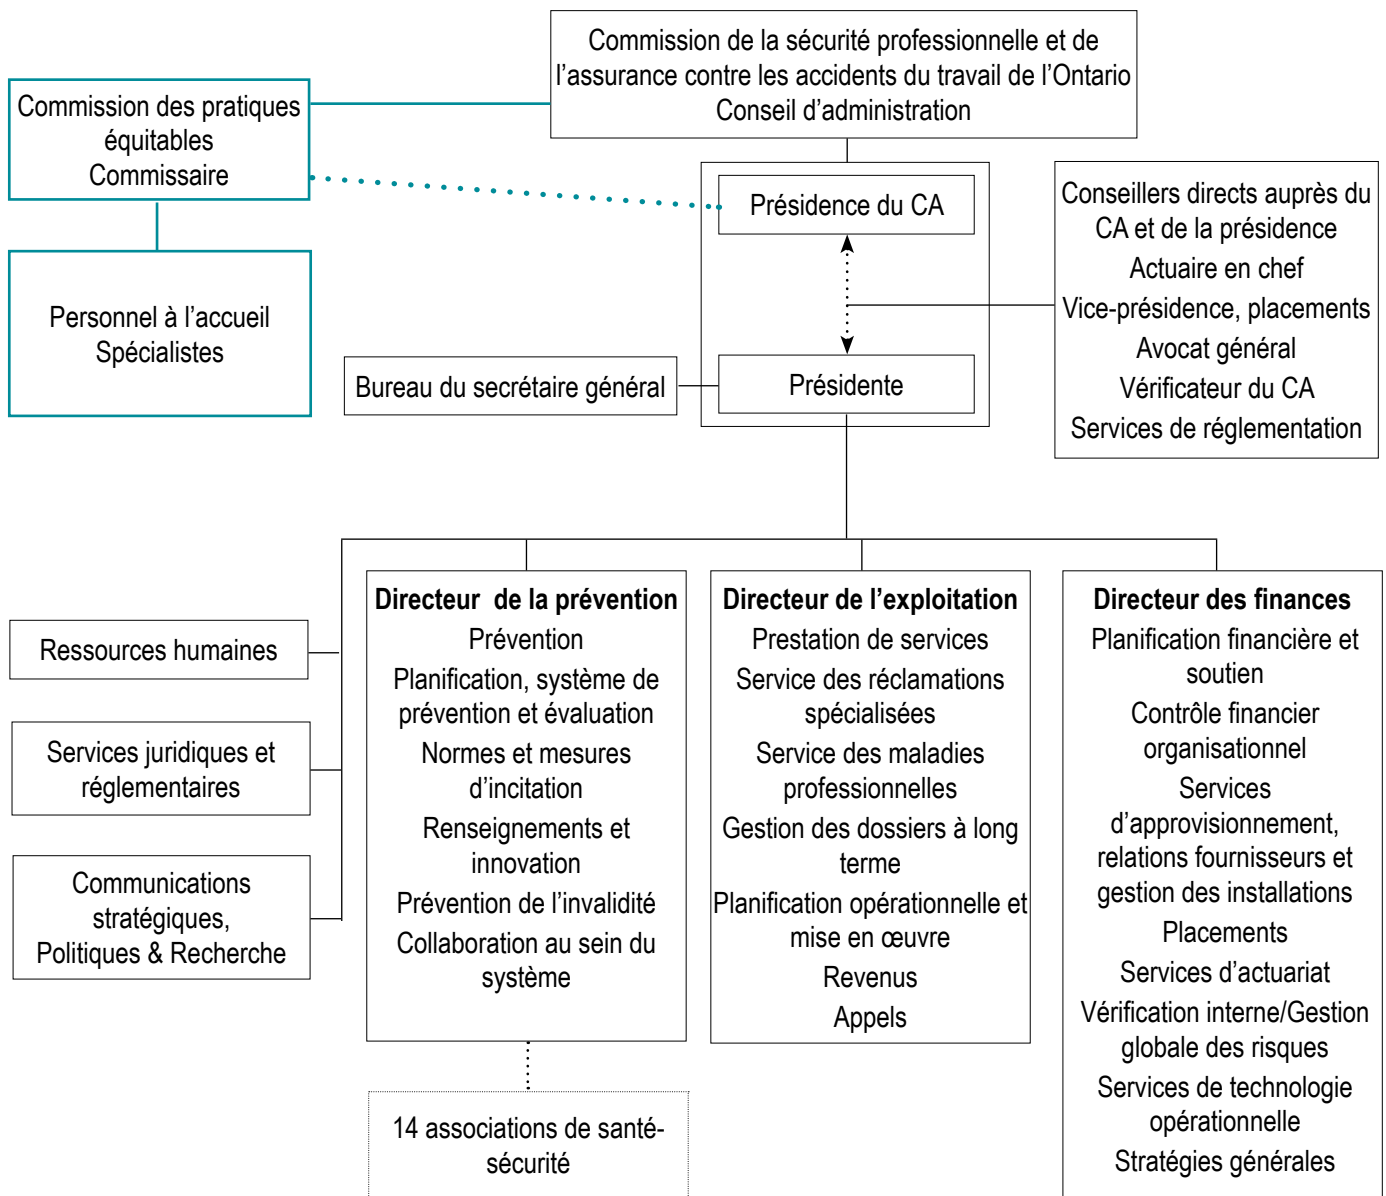 Commission de la sécurité professionnelle et de
l’assurance contre les accidents du travail de l’Ontario
Conseil d’administration
Commission des pratiques
équitables
Commissaire
Personnel à l’accueil
Spécialistes
Présidence du CA
Présidente
Bureau du secrétaire général
Conseillers directs auprès du
CA et de la présidence
Actuaire en chef
Vice-présidence, placements
Avocat général
Vérificateur du CA
Services de réglementation
Ressources humaines
Services juridiques et
réglementaires
Communications
stratégiques,
Politiques & Recherche
Directeur de la prévention
Prévention
Planification, système de
prévention et évaluation
Normes et mesures
d’incitation
Renseignements et
innovation
Prévention de l’invalidité
Collaboration au sein du
système
14 associations de santé-
sécurité
Directeur de l’exploitation
Prestation de services
Service des réclamations
spécialisées
Service des maladies
professionnelles
Gestion des dossiers à long
terme
Planification opérationnelle et
mise en œuvre
Revenus
Appels
Directeur des finances
Planification financière et
soutien
Contrôle financier
organisationnel
Services
d’approvisionnement,
relations fournisseurs et
gestion des installations
Placements
Services d’actuariat
Vérification interne/Gestion
globale des risques
Services de technologie
opérationnelle
Stratégies générales